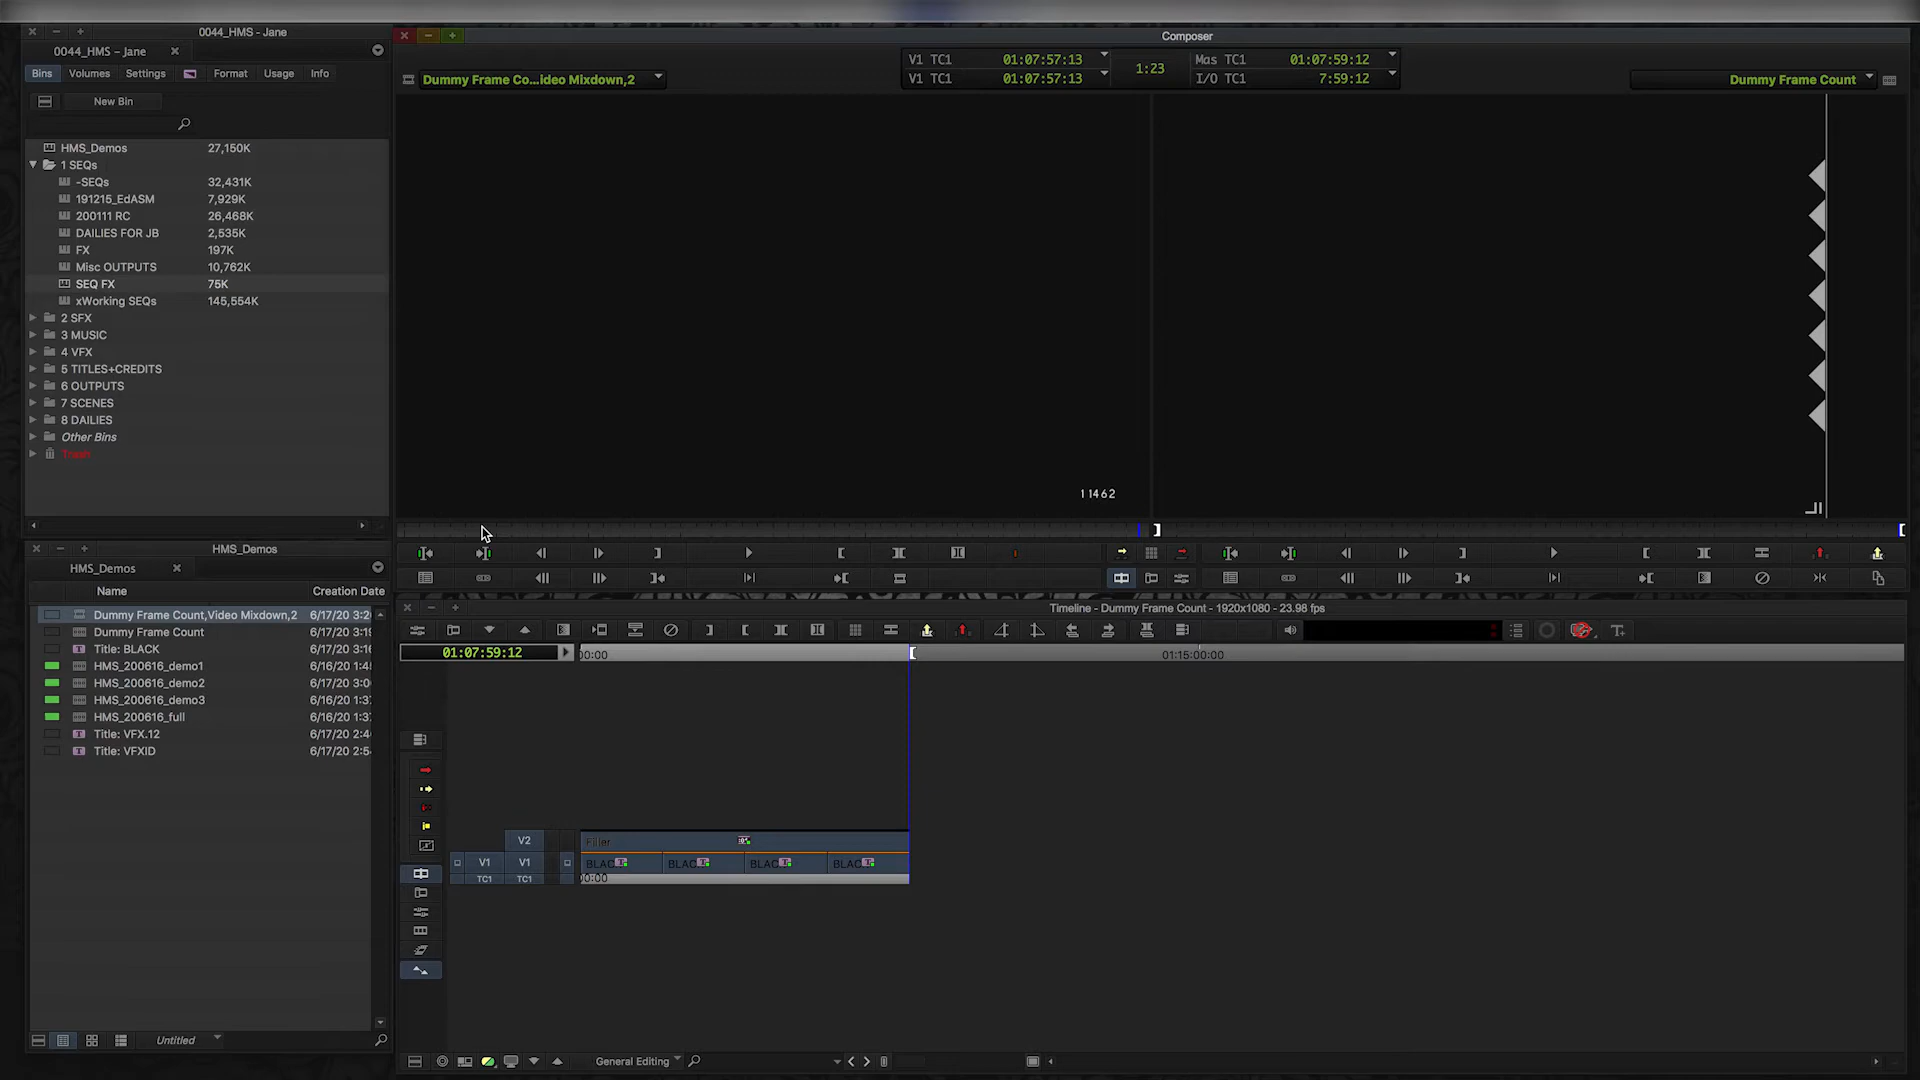 0044_HMS - Jane
0044_HMS – Jane
Bins Volumes Settings Format Usage Info
New Bin
HMS_Demos 27,150K
1 SEQs
-SEQs 32,431K
191215_EdASM 7,929K
200111 RC 26,468K
DAILIES FOR JB 2,535K
FX 197K
Misc OUTPUTS 10,762K
SEQ FX 75K
xWorking SEQs 145,554K
2 SFX
3 MUSIC
4 VFX
5 TITLES+CREDITS
6 OUTPUTS
7 SCENES
8 DAILIES
Other Bins
Trash
Composer
Dummy Frame Co...ideo Mixdown,2
V1 TC1 01:07:57:13
V1 TC1 01:07:57:13
1:23
Mas TC1 01:07:59:12
I/O TC1 7:59:12
Dummy Frame Count
11462
HMS_Demos
HMS_Demos
Name Creation Date
Dummy Frame Count,Video Mixdown,2 6/17/20 3:2
Dummy Frame Count 6/17/20 3:1
Title: BLACK 6/17/20 3:1
HMS_200616_demo1 6/16/20 1:4
HMS_200616_demo2 6/17/20 3:0
HMS_200616_demo3 6/16/20 1:3
HMS_200616_full 6/16/20 1:3
Title: VFX.12 6/17/20 2:4
Title: VFXID 6/17/20 2:5
Untitled
Timeline - Dummy Frame Count - 1920x1080 - 23.98 fps
01:07:59:12
00:00 01:15:00:00
V2 Filler
V1 V1 BLAC BLAC BLAC BLAC
TC1 TC1 00:00
General Editing